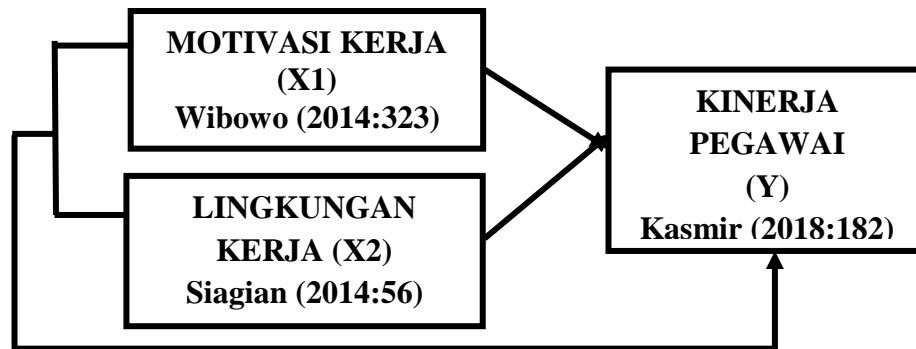 MOTIVASI KERJA
(X1)
Wibowo (2014:323)
LINGKUNGAN
KERJA (X2)
Siagian (2014:56)
KINERJA
PEGAWAI
(Y)
Kasmir (2018:182)